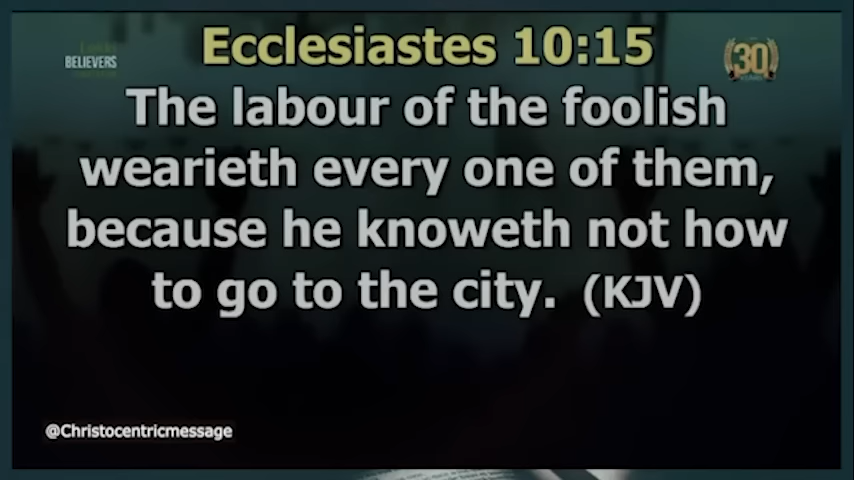 Ecclesiastes 10:15
BELIEVERS
30
The labour of the foolish
wearieth every one of them,
because he knoweth not how
to go to the city. (KJV)
@Christocentricmessage